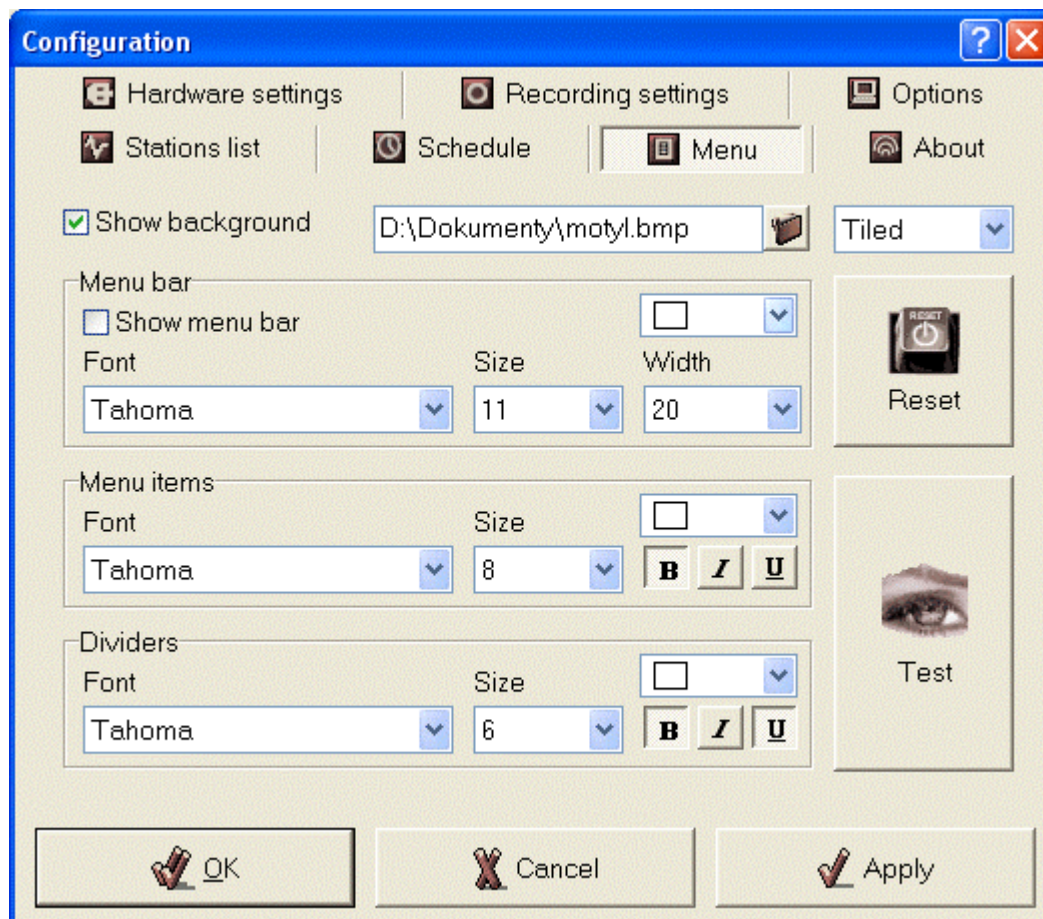 Configuration
Hardware settings Recording settings Options
Stations list Schedule Menu About
Show background D:\Dokumenty\motyl.bmp Tiled
Menu bar
Show menu bar
Font Size Width
Tahoma 11 20
RESET
Reset
Menu items
Font Size
Tahoma 8 B I U
Dividers
Font Size
Tahoma 6 B I U
Test
OK Cancel Apply